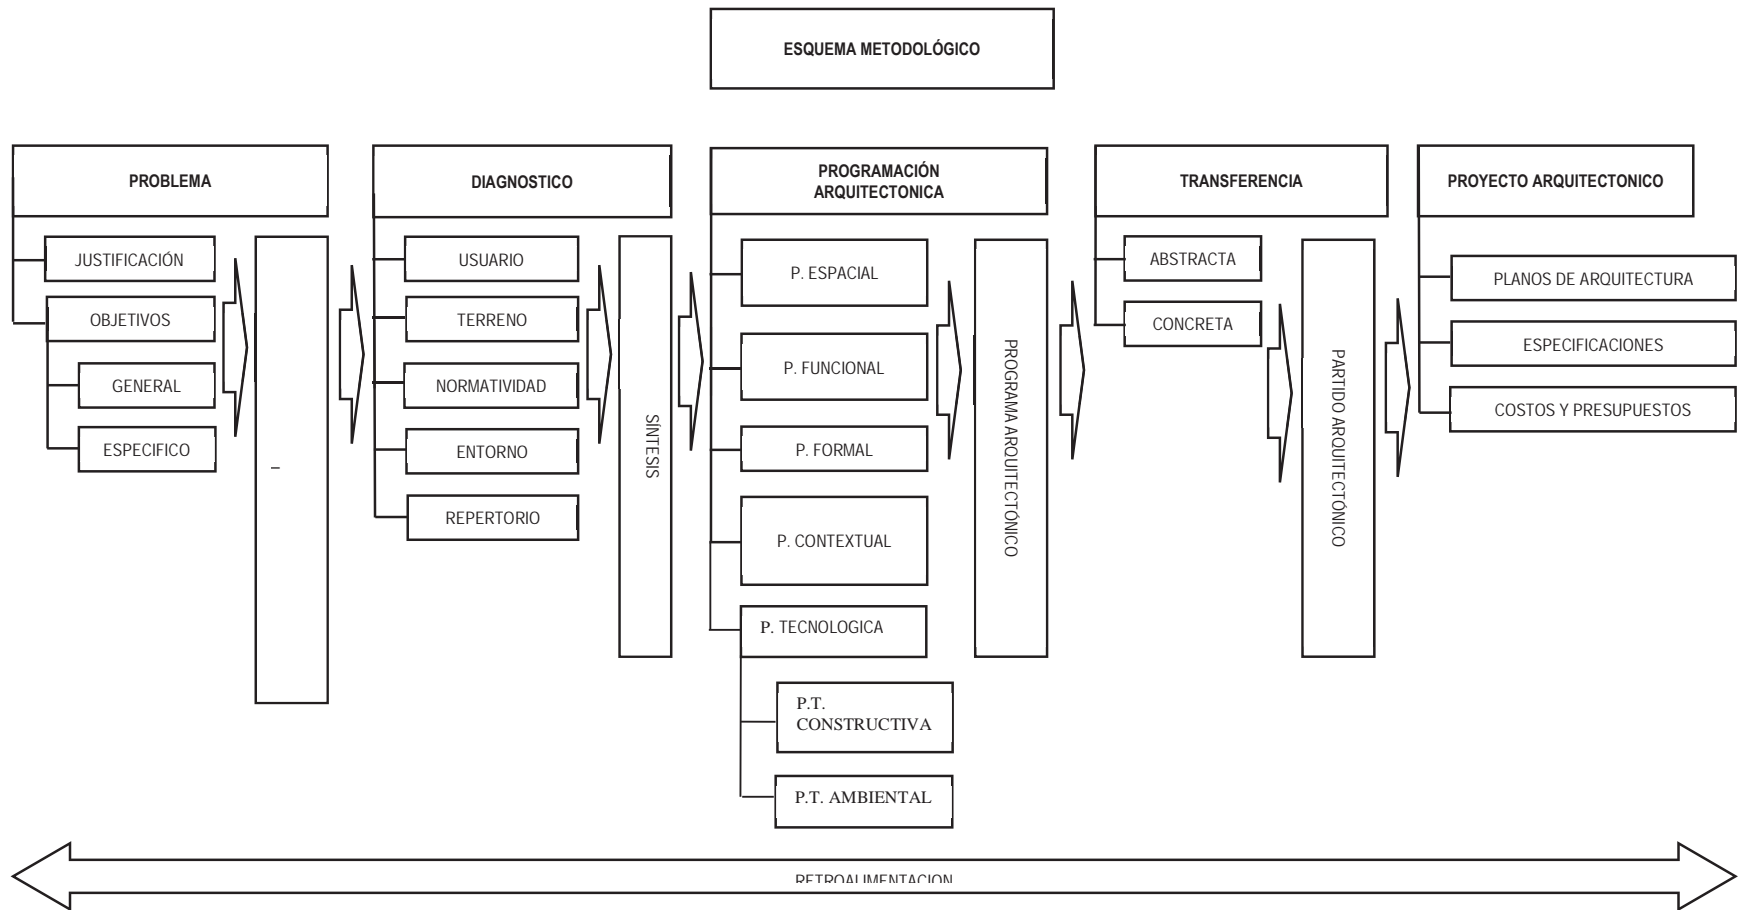 ESQUEMA METODOLÓGICO
PROBLEMA
JUSTIFICACIÓN
OBJETIVOS
GENERAL
ESPECIFICO
–
DIAGNOSTICO
USUARIO
TERRENO
NORMATIVIDAD
ENTORNO
REPERTORIO
SÍNTESIS
PROGRAMACIÓN
ARQUITECTONICA
P. ESPACIAL
P. FUNCIONAL
P. FORMAL
P. CONTEXTUAL
P. TECNOLOGICA
P.T.
CONSTRUCTIVA
P.T. AMBIENTAL
PROGRAMA ARQUITECTÓNICO
TRANSFERENCIA
ABSTRACTA
CONCRETA
PARTIDO ARQUITECTÓNICO
PROYECTO ARQUITECTONICO
PLANOS DE ARQUITECTURA
ESPECIFICACIONES
COSTOS Y PRESUPUESTOS
RETROALIMENTACION